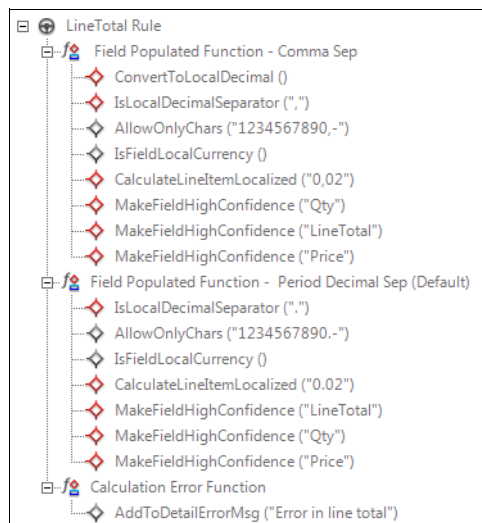 LineTotal Rule
Field Populated Function - Comma Sep
ConvertToLocalDecimal ()
IsLocalDecimalSeparator (",")
AllowOnlyChars ("1234567890,-")
IsFieldLocalCurrency ()
CalculateLineItemLocalized ("0,02")
MakeFieldHighConfidence ("Qty")
MakeFieldHighConfidence ("LineTotal")
MakeFieldHighConfidence ("Price")
Field Populated Function - Period Decimal Sep (Default)
IsLocalDecimalSeparator (".")
AllowOnlyChars ("1234567890.-")
IsFieldLocalCurrency ()
CalculateLineItemLocalized ("0.02")
MakeFieldHighConfidence ("LineTotal")
MakeFieldHighConfidence ("Qty")
MakeFieldHighConfidence ("Price")
Calculation Error Function
AddToDetailErrorMsg ("Error in line total")